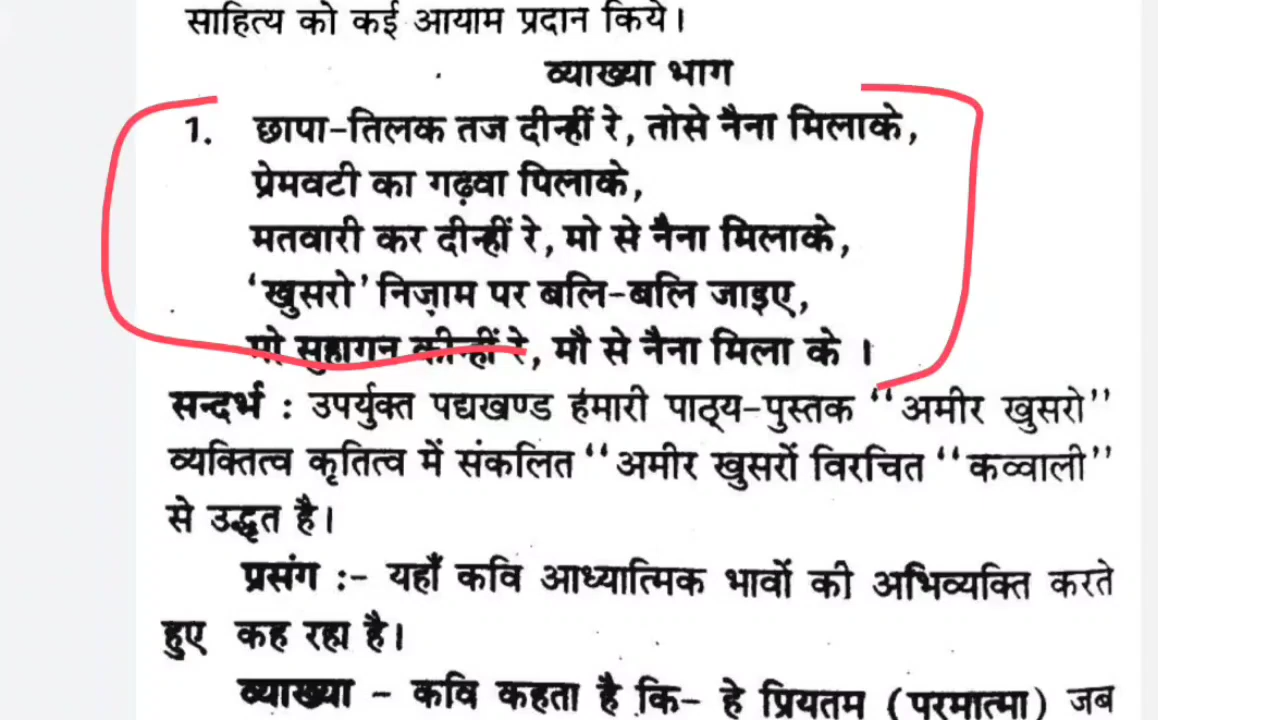 साहित्य को कई आयाम प्रदान किये।
व्याख्या भाग
1. छापा-तिलक तज दीन्हीं रे, तोसे नैना मिलाके,
प्रेमवटी का गढ़वा पिलाके,
मतवारी कर दीन्हीं रे, मो से नैना मिलाके,
‘खुसरो’ निज़ाम पर बलि-बलि जाइए,
मो सुहागन कीन्हीं रे, मौ से नैना मिला के ।
सन्दर्भ : उपर्युक्त पद्यखण्ड हमारी पाठ्य-पुस्तक ‘‘अमीर खुसरो’’
व्यक्तित्व कृतित्व में संकलित ‘‘अमीर खुसरों विरचित ‘‘कव्वाली’’
से उद्धृत है।
प्रसंग :- यहाँ कवि आध्यात्मिक भावों की अभिव्यक्ति करते
हुए कह रहा है।
व्याख्या - कवि कहता है कि- हे प्रियतम (परमात्मा) जब